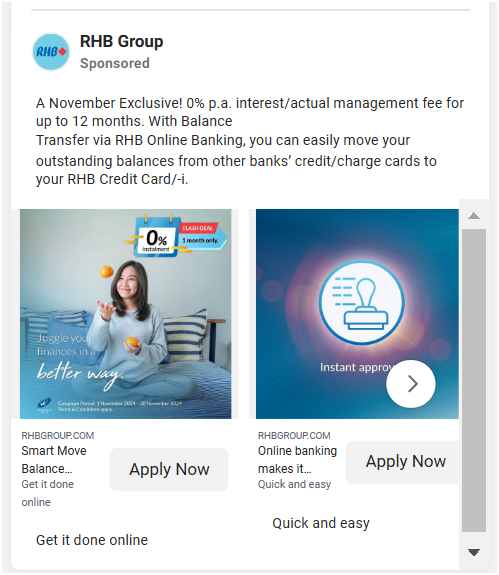 RHB
RHB Group
Sponsored
A November Exclusive! 0% p.a. interest/actual management fee for
up to 12 months. With Balance
Transfer via RHB Online Banking, you can easily move your
outstanding balances from other banks’ credit/charge cards to
your RHB Credit Card/-i.
0%
instalment
FLASH DEAL
1 month only.
Juggle your
finances in a
better way.
Campaign Period: 1 November 2024 - 30 November 2024
Terms & Conditions apply.
Instant approv
RHBGROUP.COM
Smart Move
Balance...
Get it done
online
Apply Now
RHBGROUP.COM
Online banking
makes it...
Quick and easy
Apply Now
Get it done online
Quick and easy